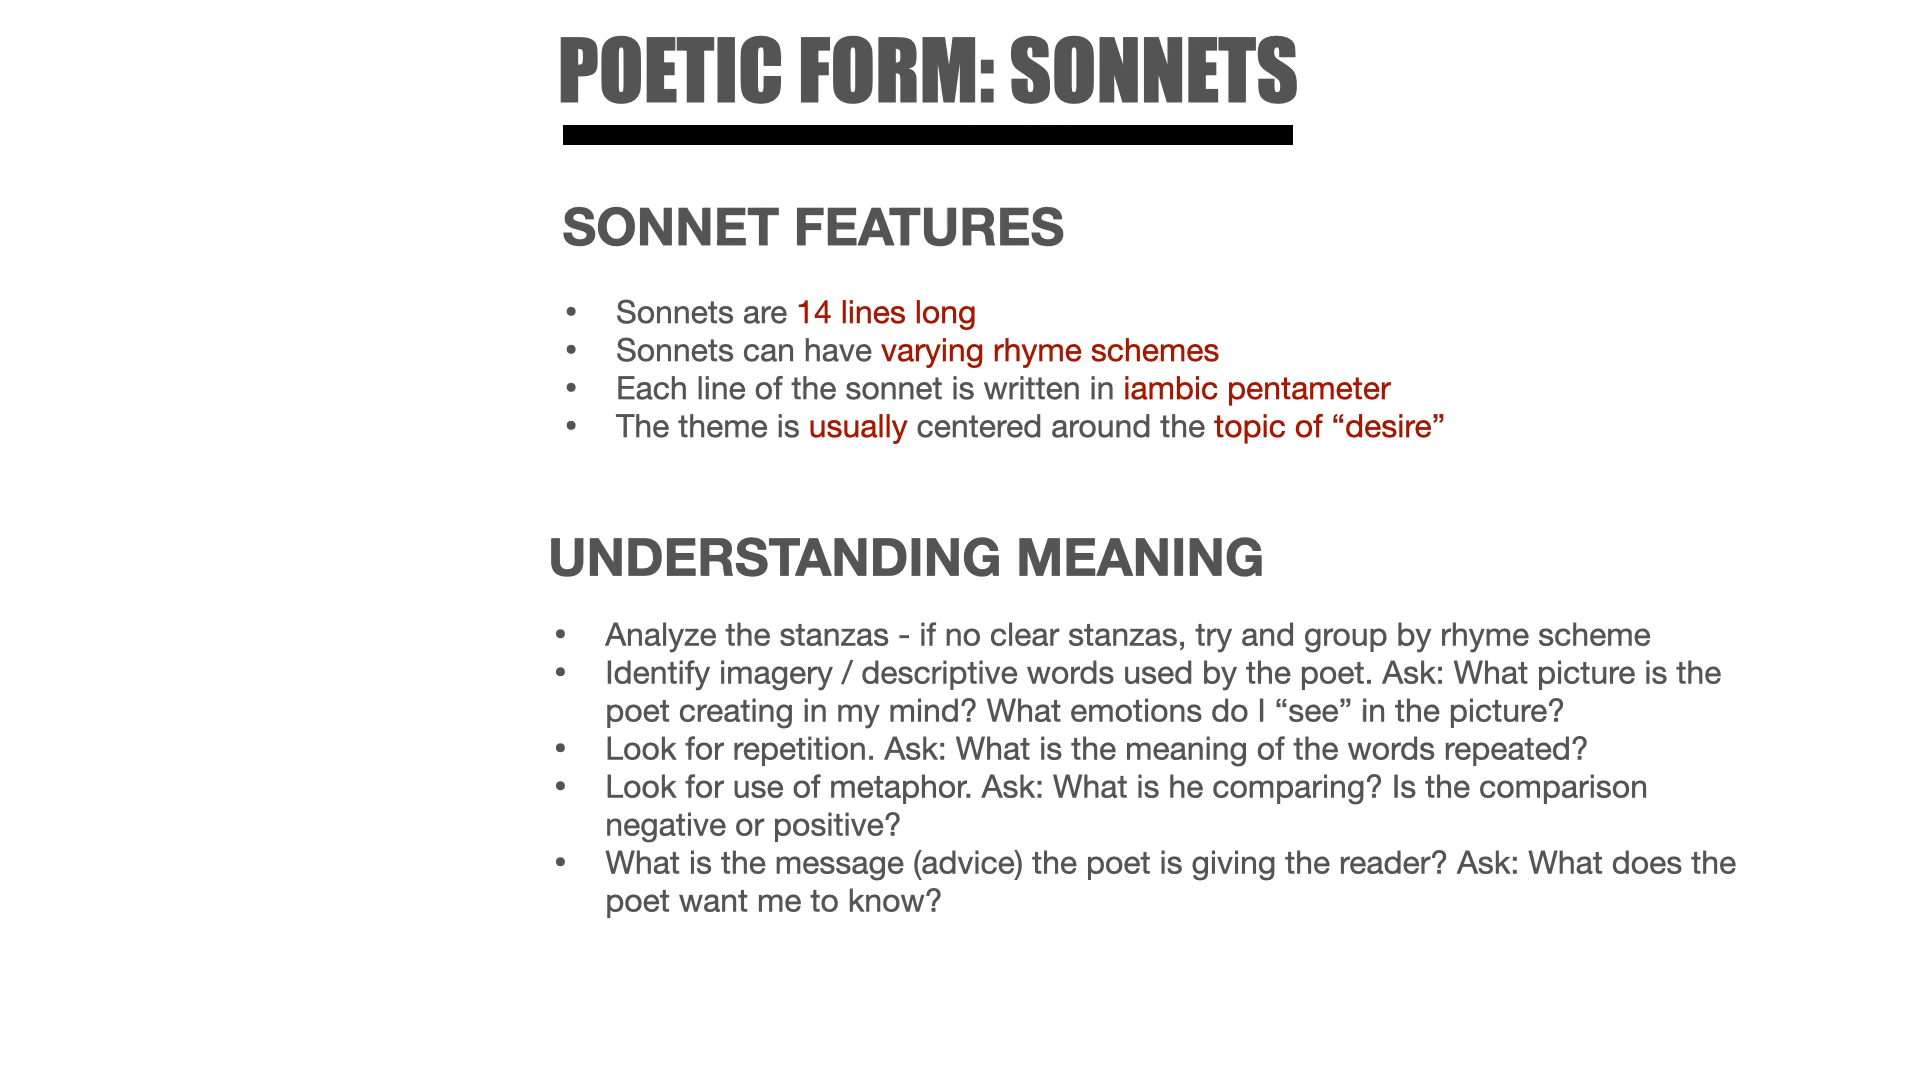 POETIC FORM: SONNETS
SONNET FEATURES
• Sonnets are 14 lines long
• Sonnets can have varying rhyme schemes
• Each line of the sonnet is written in iambic pentameter
• The theme is usually centered around the topic of “desire”
UNDERSTANDING MEANING
• Analyze the stanzas - if no clear stanzas, try and group by rhyme scheme
• Identify imagery / descriptive words used by the poet. Ask: What picture is the
poet creating in my mind? What emotions do I “see” in the picture?
• Look for repetition. Ask: What is the meaning of the words repeated?
• Look for use of metaphor. Ask: What is he comparing? Is the comparison
negative or positive?
• What is the message (advice) the poet is giving the reader? Ask: What does the
poet want me to know?